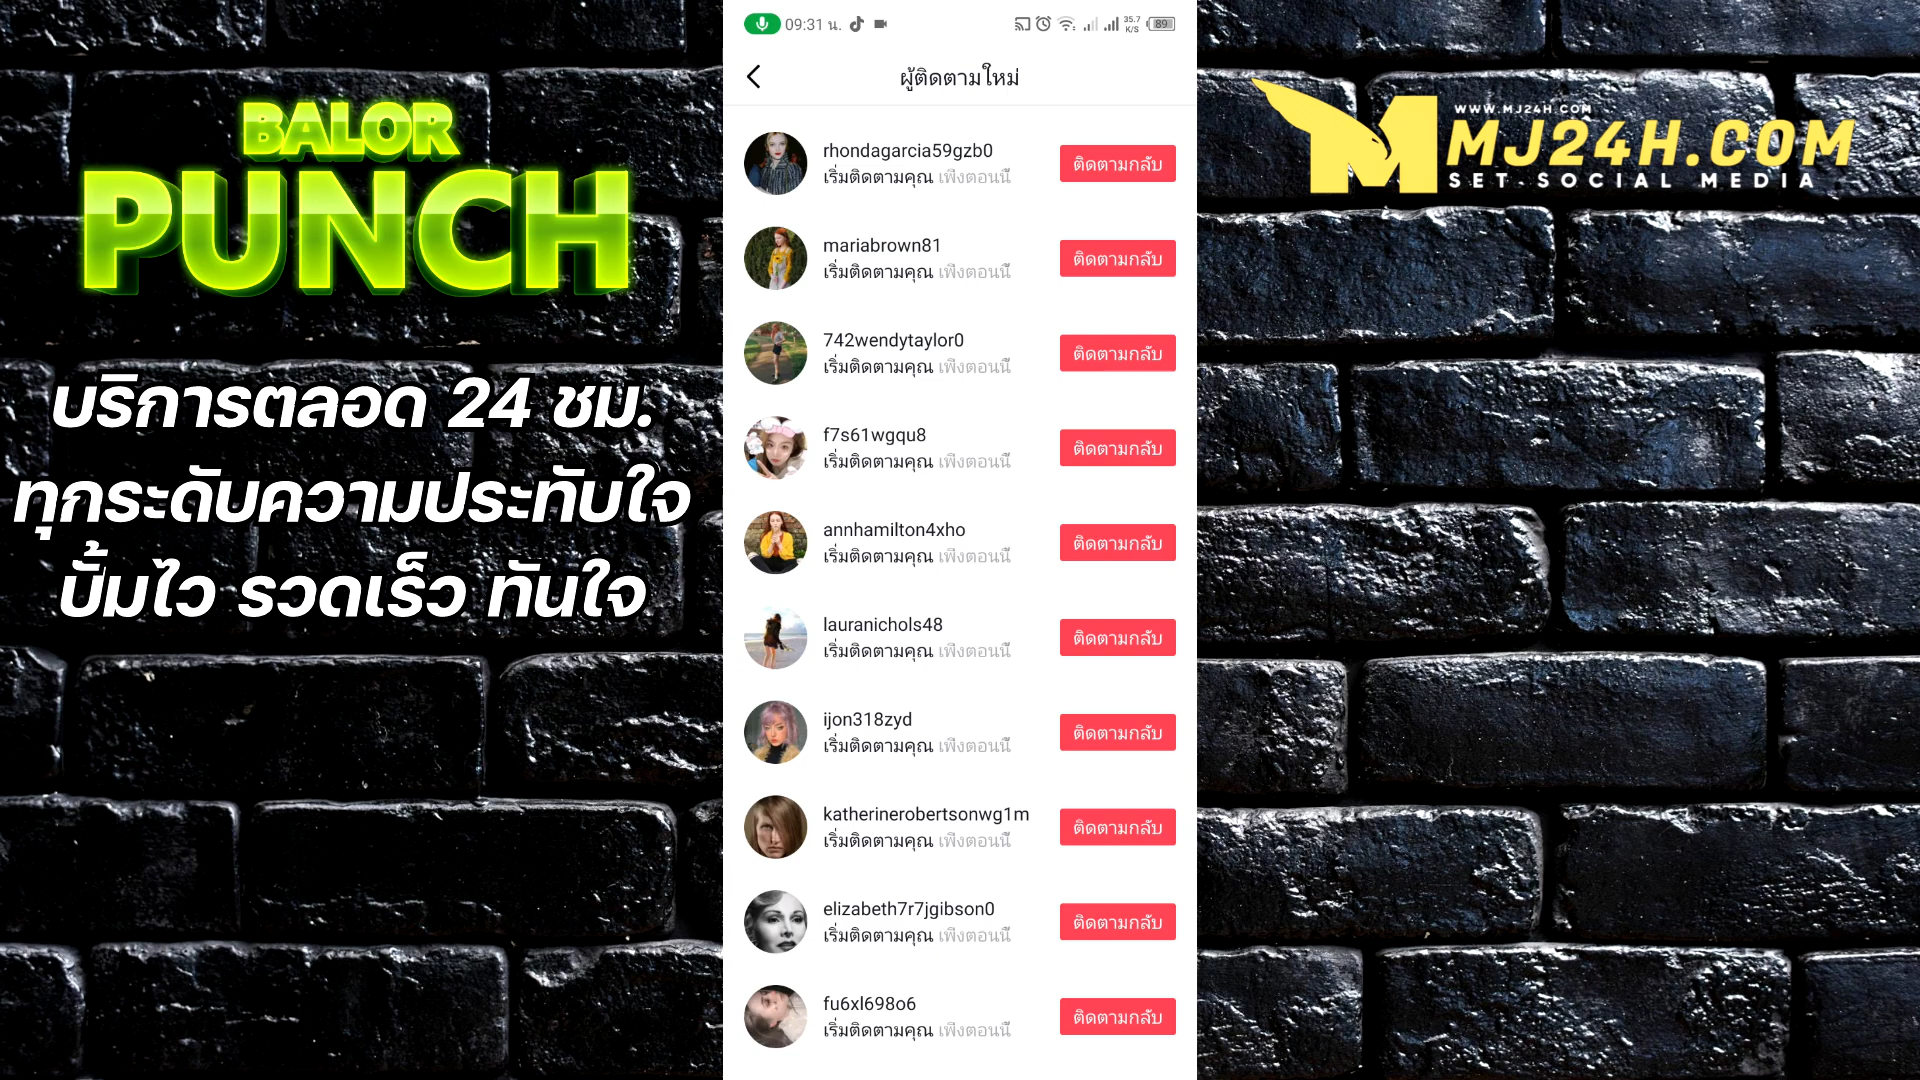 BALOR
PUNCH
บริการตลอด 24 ชม.
ทุกระดับความประทับใจ
ปั้มไว รวดเร็ว ทันใจ
09:31 น.
35.7
K/S
89
ผู้ติดตามใหม่
rhondagarcia59gzb0
เริ่มติดตามคุณ เพิ่งตอนนี้
ติดตามกลับ
mariabrown81
เริ่มติดตามคุณ เพิ่งตอนนี้
ติดตามกลับ
742wendytaylor0
เริ่มติดตามคุณ เพิ่งตอนนี้
ติดตามกลับ
f7s61wgqu8
เริ่มติดตามคุณ เพิ่งตอนนี้
ติดตามกลับ
annhamilton4xho
เริ่มติดตามคุณ เพิ่งตอนนี้
ติดตามกลับ
lauranichols48
เริ่มติดตามคุณ เพิ่งตอนนี้
ติดตามกลับ
ijon318zyd
เริ่มติดตามคุณ เพิ่งตอนนี้
ติดตามกลับ
katherinerobertsonwg1m
เริ่มติดตามคุณ เพิ่งตอนนี้
ติดตามกลับ
elizabeth7r7jgibson0
เริ่มติดตามคุณ เพิ่งตอนนี้
ติดตามกลับ
fu6xl698o6
เริ่มติดตามคุณ เพิ่งตอนนี้
ติดตามกลับ
WWW.MJ24H.COM
MJ24H.COM
SET SOCIAL MEDIA